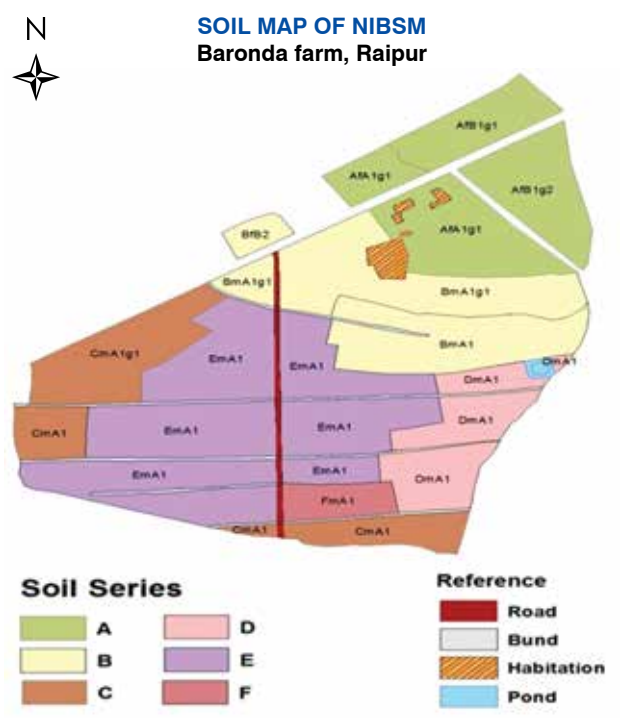 N
SOIL MAP OF NIBSM
Baronda farm, Raipur
AfB1g1
AfA1g1
AfB1g2
AfA1g1
BfB2
BmA1g1
BmA1g1
BmA1
CmA1g1
EmA1
EmA1
DmA1
DmA1
DmA1
CmA1
EmA1
EmA1
EmA1
EmA1
DmA1
FmA1
CmA1
CmA1
Soil Series
A
B
C
D
E
F
Reference
Road
Bund
Habitation
Pond